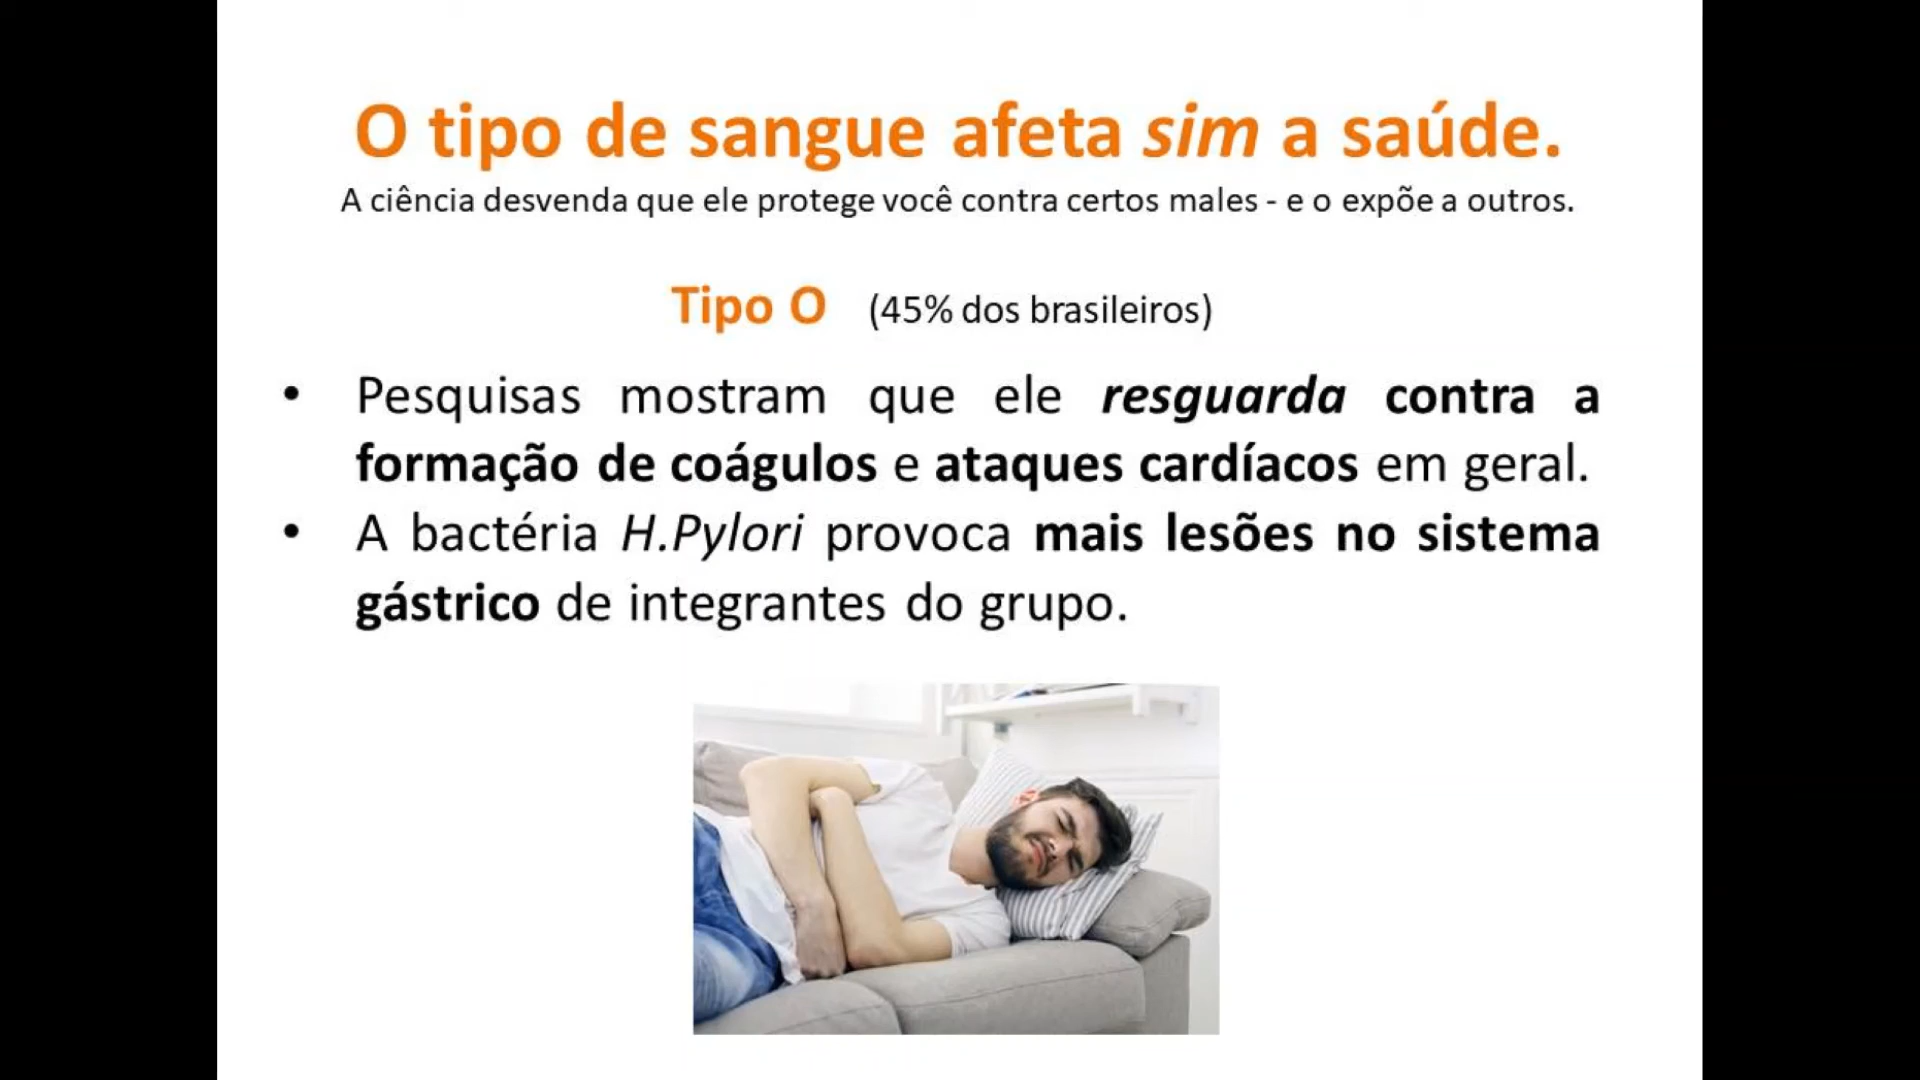 O tipo de sangue afeta sim a saúde.
A ciência desvenda que ele protege você contra certos males - e o expõe a outros.
Tipo O (45% dos brasileiros)
• Pesquisas mostram que ele resguarda contra a
formação de coágulos e ataques cardíacos em geral.
• A bactéria H.Pylori provoca mais lesões no sistema
gástrico de integrantes do grupo.